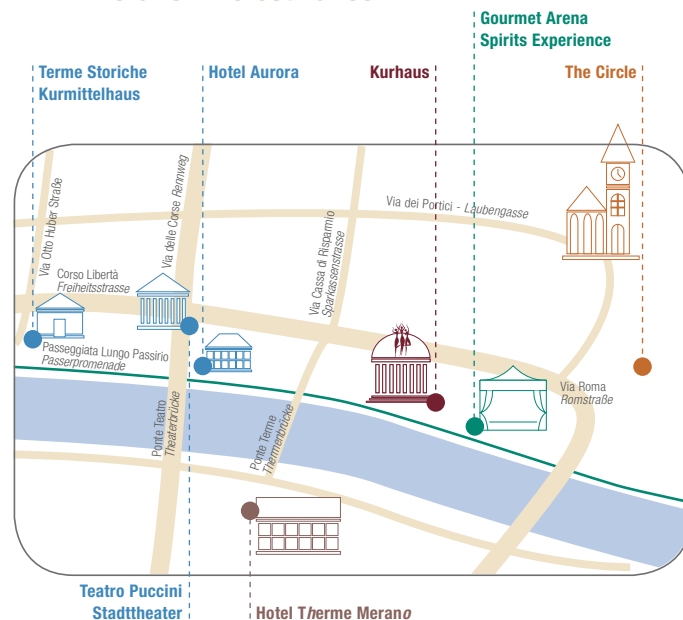 Gourmet Arena
Spirits Experience
Terme Storiche
Kurmittelhaus
Hotel Aurora
Kurhaus
The Circle
Via Otto Huber Straße
Via delle Corse Rennweg
Via dei Portici - Laubengasse
Via Cassa di Risparmio
Sparkassenstrasse
Corso Libertà
Freiheitsstrasse
Passeggiata Lungo Passirio
Passerpromenade
Via Roma
Romstraße
Ponte Teatro
Theaterbrücke
Ponte Terme
Thermenbrücke
Teatro Puccini
Stadttheater
Hotel Therme Merano